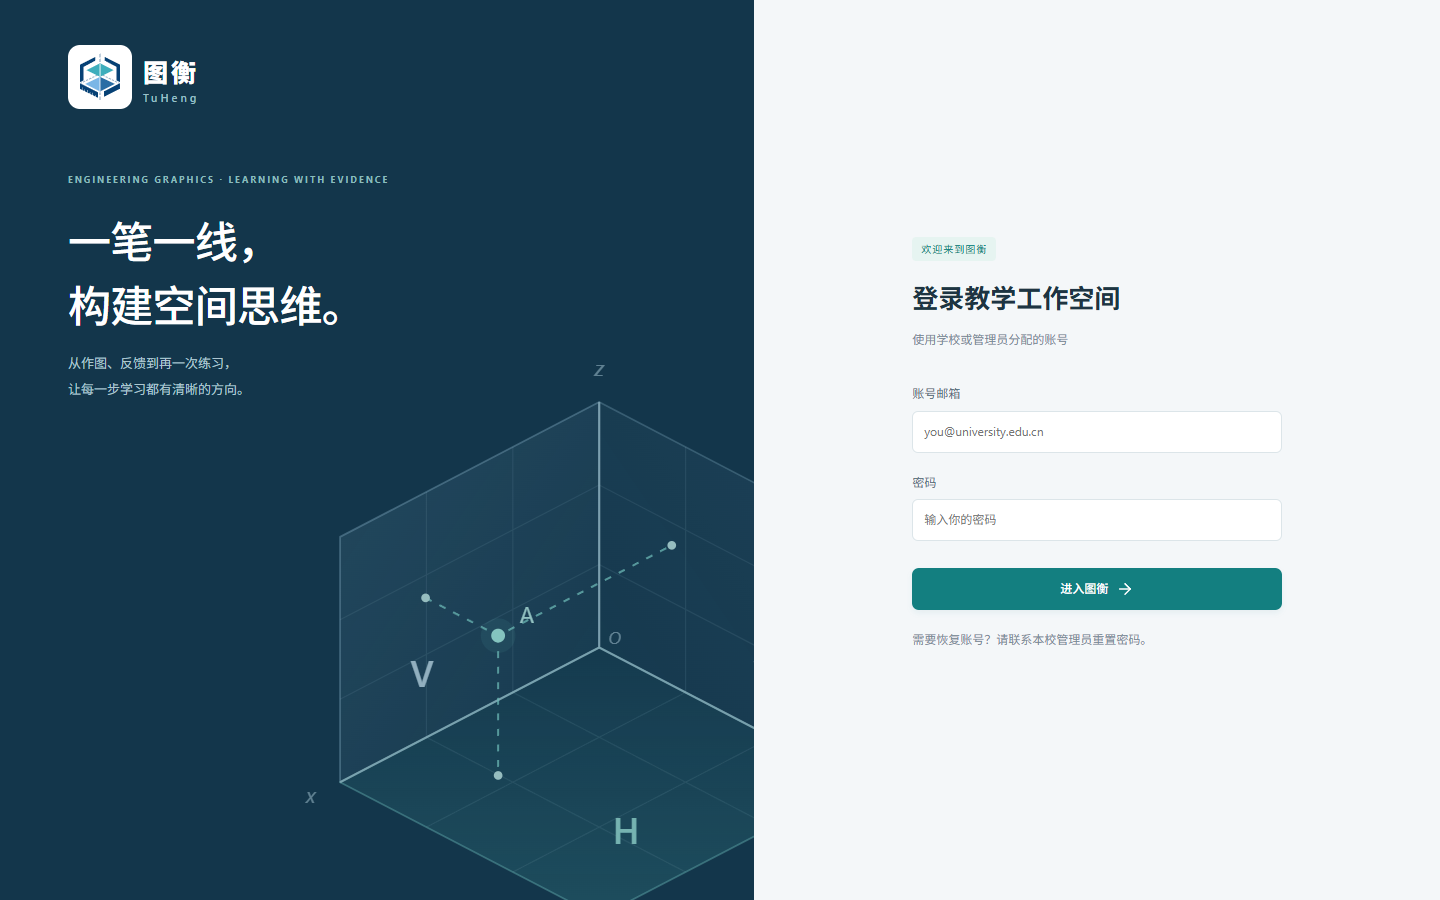 图衡
TuHeng
ENGINEERING GRAPHICS · LEARNING WITH EVIDENCE
一笔一线，
构建空间思维。
从作图、反馈到再一次练习，
让每一步学习都有清晰的方向。
Z
A
O
V
X
H
欢迎来到图衡
登录教学工作空间
使用学校或管理员分配的账号
账号邮箱
you@university.edu.cn
密码
输入你的密码
进入图衡 →
需要恢复账号？请联系本校管理员重置密码。